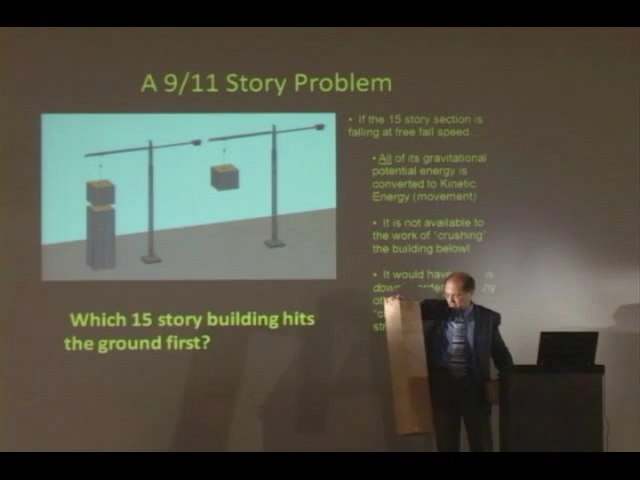 A 9/11 Story Problem
• If the 15 story section is
falling at free fall speed…
• All of its gravitational
potential energy is
converted to Kinetic
Energy (movement)
• It is not available to
the work of "crushing"
the building below!
• It would have
Which 15 story building hits
the ground first?